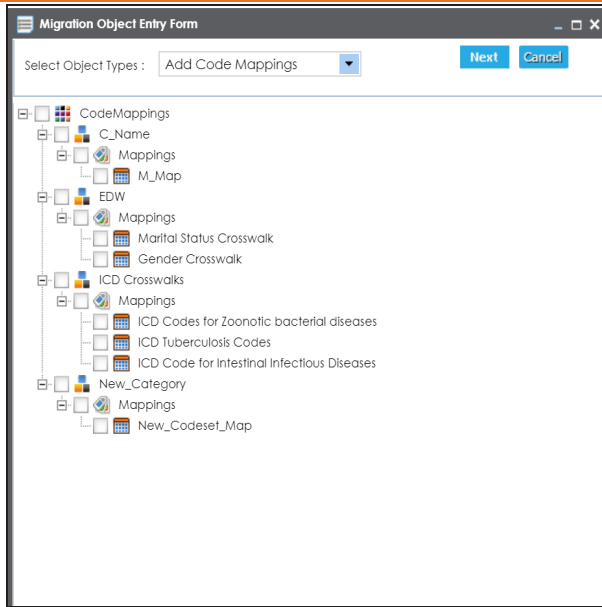 Migration Object Entry Form
Select Object Types : Add Code Mappings Next Cancel
CodeMappings
C_Name
Mappings
M_Map
EDW
Mappings
Marital Status Crosswalk
Gender Crosswalk
ICD Crosswalks
Mappings
ICD Codes for Zoonotic bacterial diseases
ICD Tuberculosis Codes
ICD Code for Intestinal Infectious Diseases
New_Category
Mappings
New_Codeset_Map